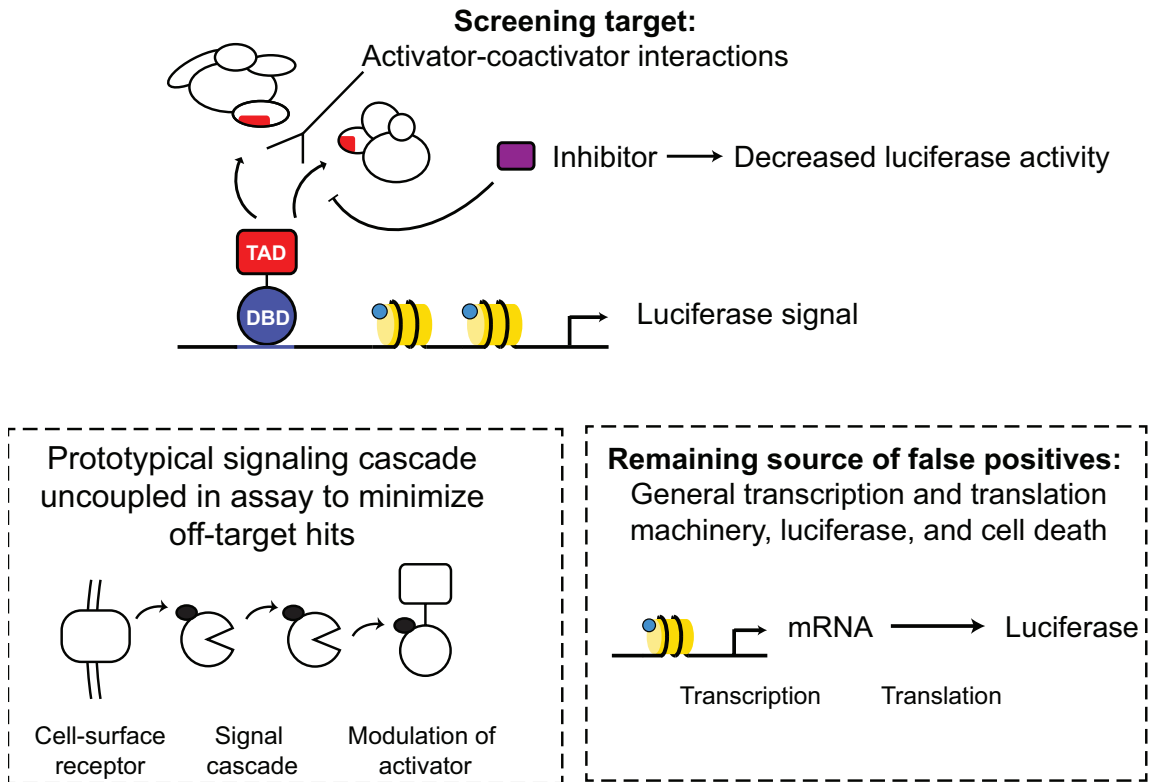 Screening target:
Activator-coactivator interactions
Inhibitor
Decreased luciferase activity
TAD
DBD
Luciferase signal
Prototypical signaling cascade
uncoupled in assay to minimize
off-target hits
Cell-surface
receptor
Signal
cascade
Modulation of
activator
Remaining source of false positives:
General transcription and translation
machinery, luciferase, and cell death
mRNA
Luciferase
Transcription
Translation